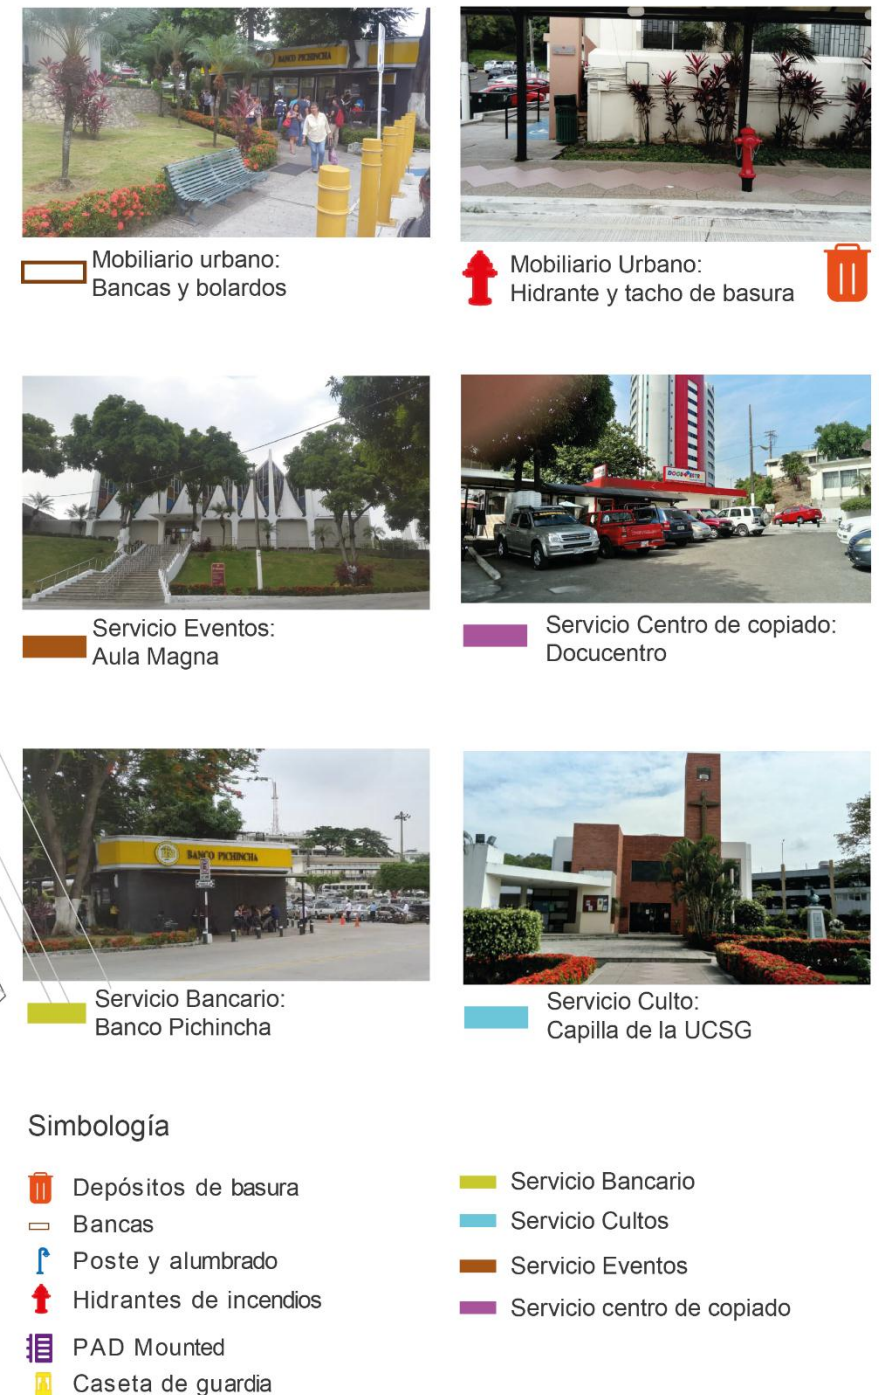 BANCO PICHINCHA
Mobiliario urbano:
Bancas y bolardos
Mobiliario Urbano:
Hidrante y tacho de basura
Servicio Eventos:
Aula Magna
Servicio Centro de copiado:
Docucentro
BANCO PICHINCHA
Servicio Bancario:
Banco Pichincha
Servicio Culto:
Capilla de la UCSG
Simbología
Depósitos de basura
Bancas
Poste y alumbrado
Hidrantes de incendios
PAD Mounted
Caseta de guardia
Servicio Bancario
Servicio Cultos
Servicio Eventos
Servicio centro de copiado